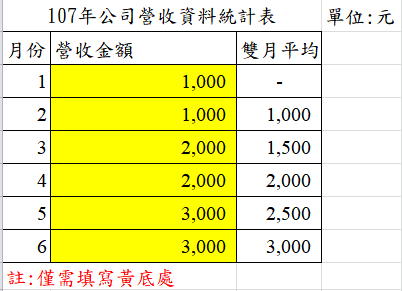 107年公司營收資料統計表 單位:元
月份 營收金額 雙月平均
1 1,000 -
2 1,000 1,000
3 2,000 1,500
4 2,000 2,000
5 3,000 2,500
6 3,000 3,000
註:僅需填寫黃底處